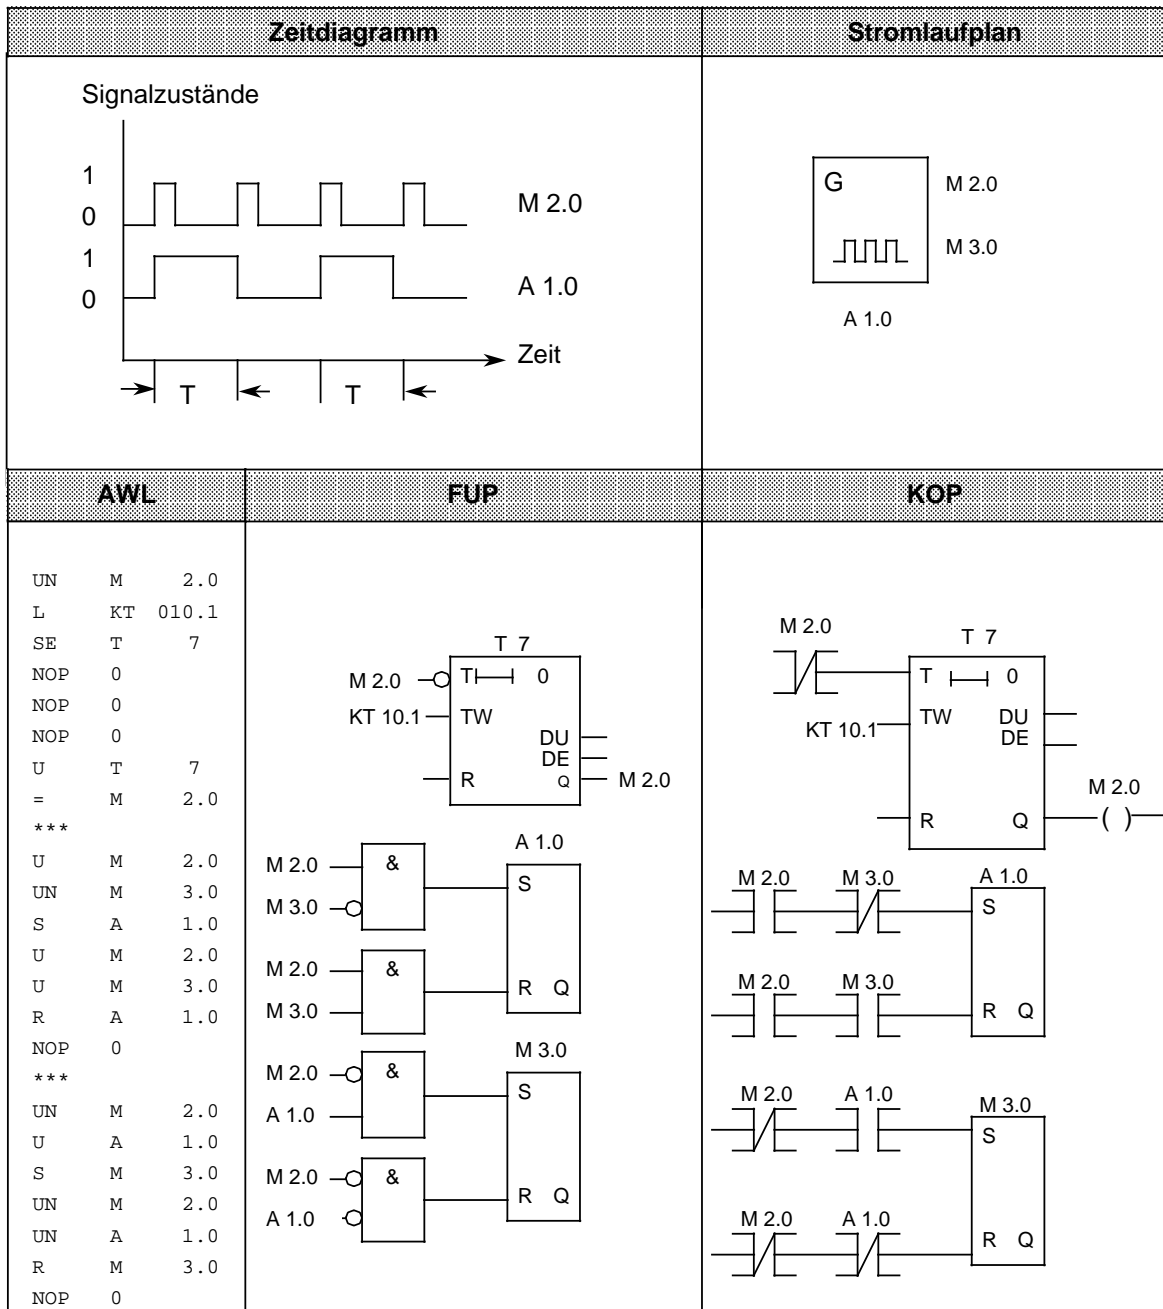 Zeitdiagramm
Stromlaufplan
Signalzustände
1
0
M 2.0
1
0
A 1.0
Zeit
T
T
G
M 2.0
M 3.0
A 1.0
AWL
FUP
KOP
UN M 2.0
L KT 010.1
SE T 7
NOP 0
NOP 0
NOP 0
U T 7
= M 2.0
***
U M 2.0
UN M 3.0
S A 1.0
U M 2.0
U M 3.0
R A 1.0
NOP 0
***
UN M 2.0
U A 1.0
S M 3.0
UN M 2.0
UN A 1.0
R M 3.0
NOP 0
T 7
M 2.0
T 0
KT 10.1
TW
DU
DE
R
Q
M 2.0
A 1.0
M 2.0
&
S
M 3.0
M 2.0
&
R Q
M 3.0
M 3.0
M 2.0
&
S
A 1.0
M 2.0
&
R Q
A 1.0
M 2.0
T 7
T 0
KT 10.1
TW
DU
DE
M 2.0
R
Q
( )
M 2.0
M 3.0
A 1.0
S
M 2.0
M 3.0
R Q
M 2.0
A 1.0
M 3.0
S
M 2.0
A 1.0
R Q